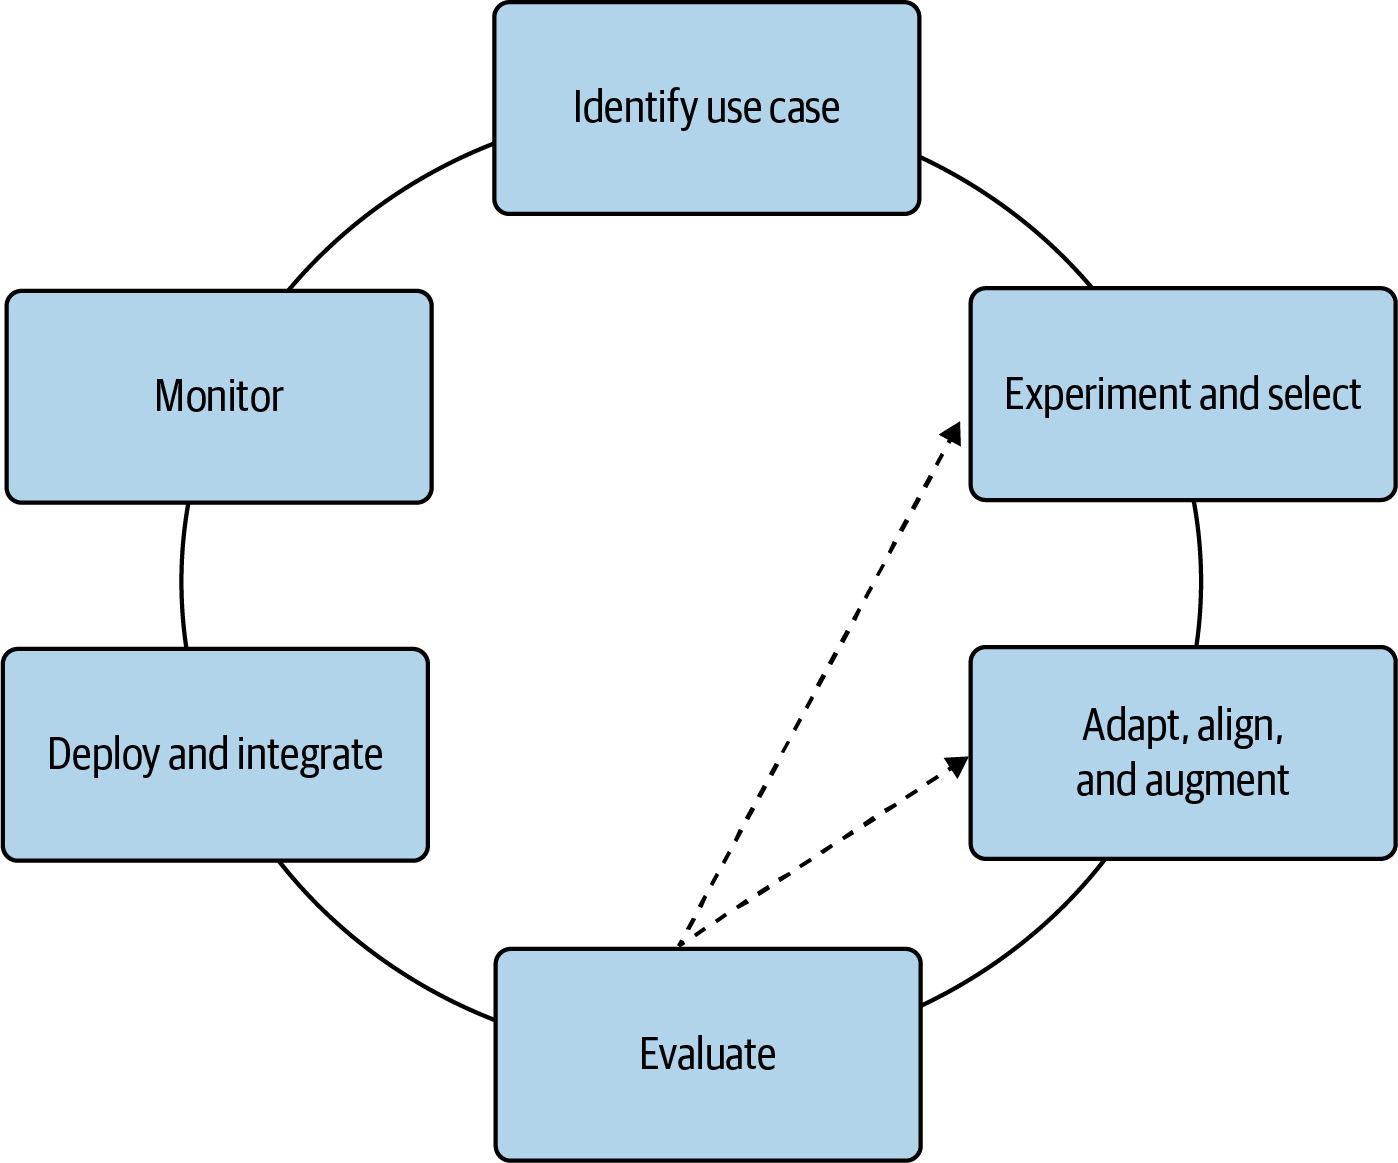 Identify use case
Monitor
Experiment and select
Deploy and integrate
Adapt, align,
and augment
Evaluate